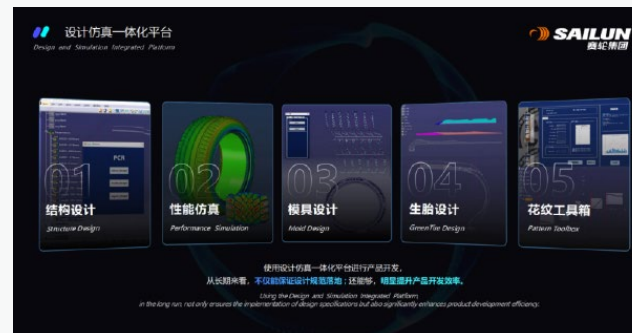 设计仿真一体化平台
Design and Simulation Integrated Platform
SAILUN
赛轮集团
PCR
01
结构设计
Structure Design
02
性能仿真
Performance Simulation
03
模具设计
Mold Design
04
生胎设计
GreenTire Design
05
花纹工具箱
Pattern Toolbox
使用设计仿真一体化平台进行产品开发,
从长期来看,不仅能保证设计规范落地;还能够,明显提升产品开发效率。
Using the Design and Simulation Integrated Platform,
in the long run, not only ensures the implementation of design specifications but also significantly enhances product development efficiency.